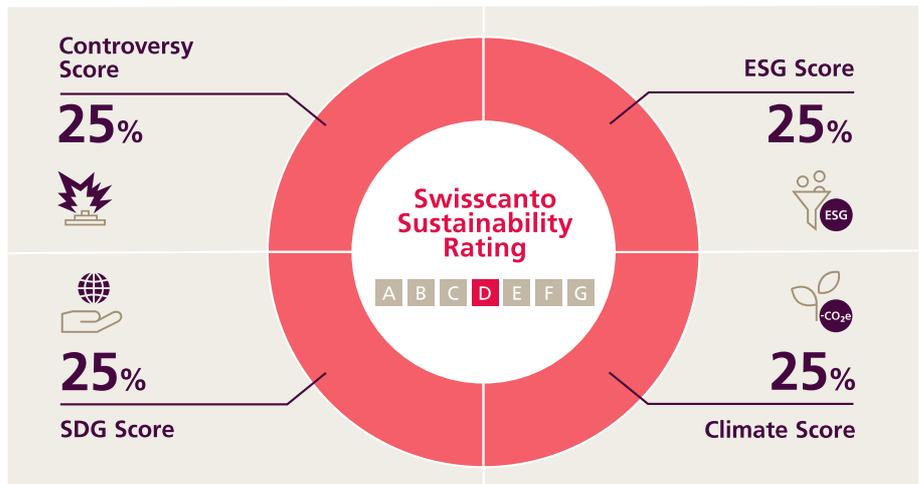 Controversy
Score
25%
ESG Score
25%
ESG
Swisscanto
Sustainability
Rating
A B C D E F G
25%
SDG Score
-CO₂e
25%
Climate Score